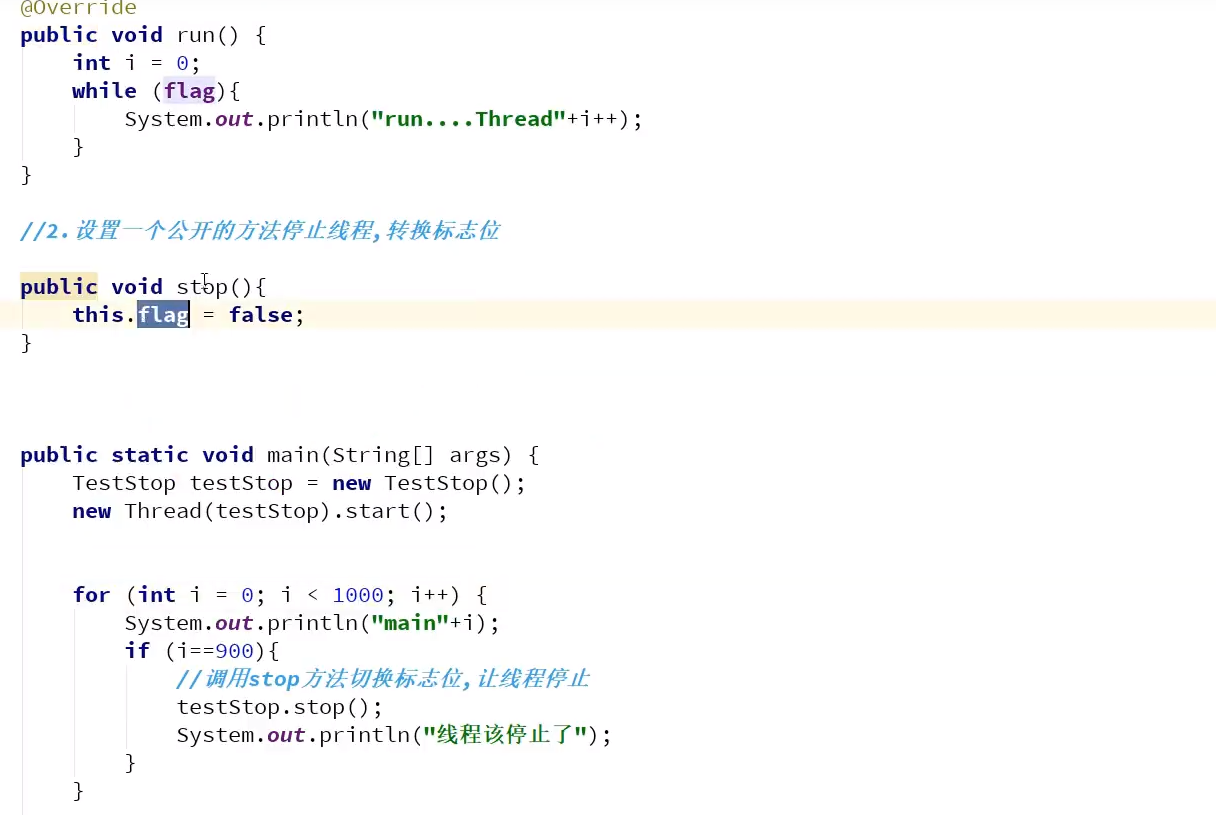 @Override
public void run() {
int i = 0;
while (flag){
System.out.println("run....Thread"+i++);
}
}
//2.设置一个公开的方法停止线程,转换标志位
public void stop(){
this.flag = false;
}
public static void main(String[] args) {
TestStop testStop = new TestStop();
new Thread(testStop).start();
for (int i = 0; i < 1000; i++) {
System.out.println("main"+i);
if (i==900){
//调用stop方法切换标志位,让线程停止
testStop.stop();
System.out.println("线程该停止了");
}
}